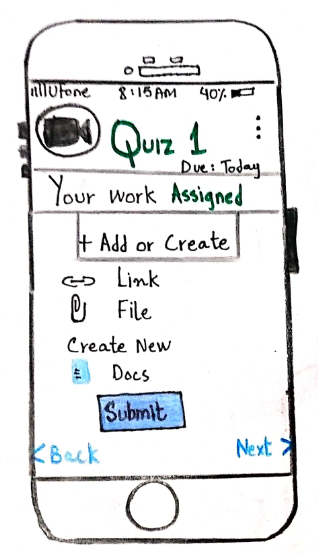 Ufone 8:15AM 40%
Quiz 1
Due: Today
Your work Assigned
+ Add or Create
Link
File
Create New
Docs
Submit
<Back Next >